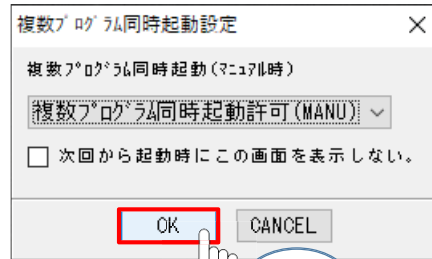 複数ﾌﾟﾛｸﾞﾗﾑ同時起動設定
複数ﾌﾟﾛｸﾞﾗﾑ同時起動(ﾏﾆｭｱﾙ時)
複数ﾌﾟﾛｸﾞﾗﾑ同時起動許可(MANU)
次回から起動時にこの画面を表示しない。
OK
CANCEL